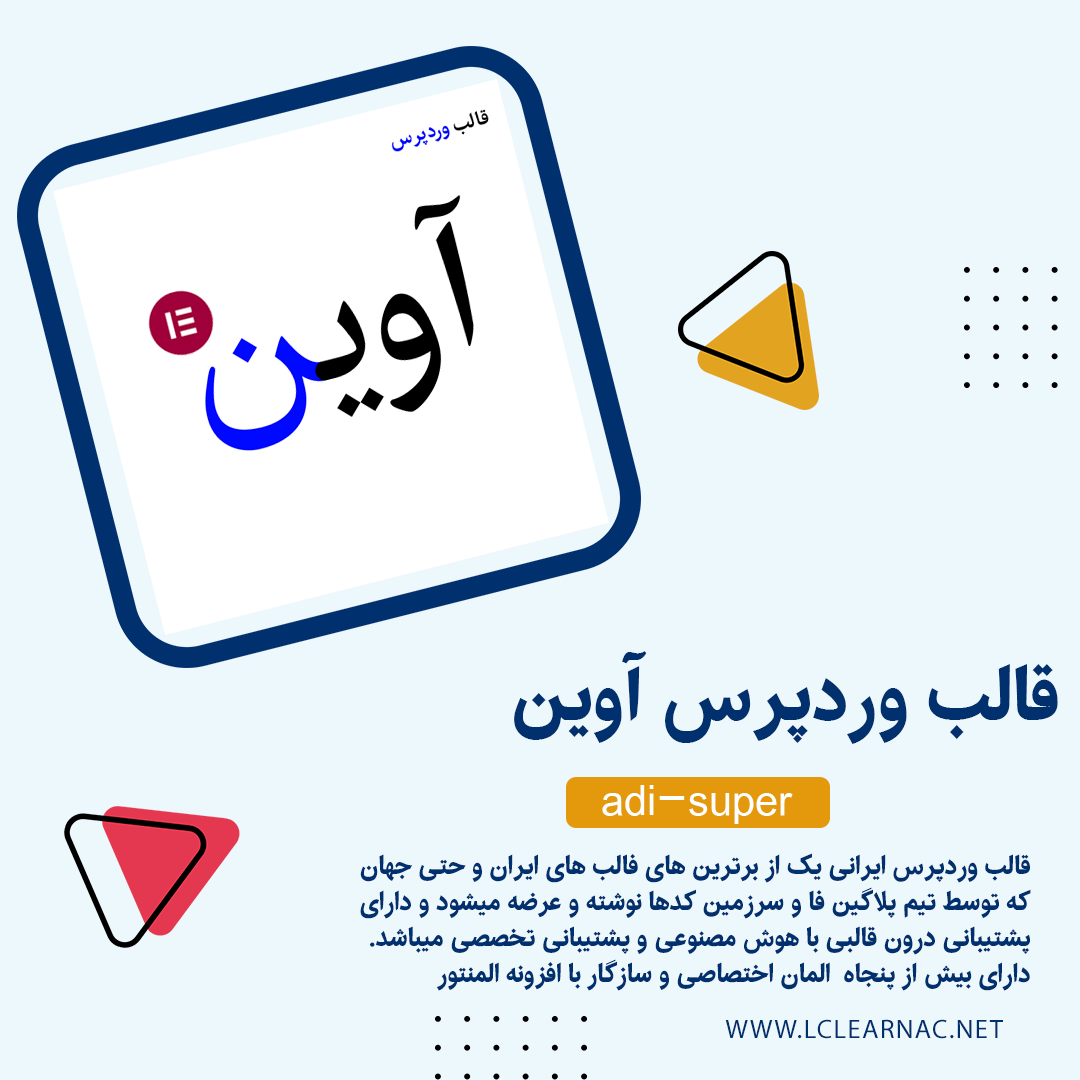 قالب وردپرس
آوین
قالب وردپرس آوین
adi-super
قالب وردپرس ایرانی یک از برترین های فالب های ایران و حتی جهان
که توسط تیم پلاگین فا و سرزمین کدها نوشته و عرضه میشود و دارای
پشتیبانی درون قالبی با هوش مصنوعی و پشتیبانی تخصصی میباشد.
دارای بیش از پنجاه المان اختصاصی و سازگار با افزونه المنتور
WWW.LCLEARNAC.NET